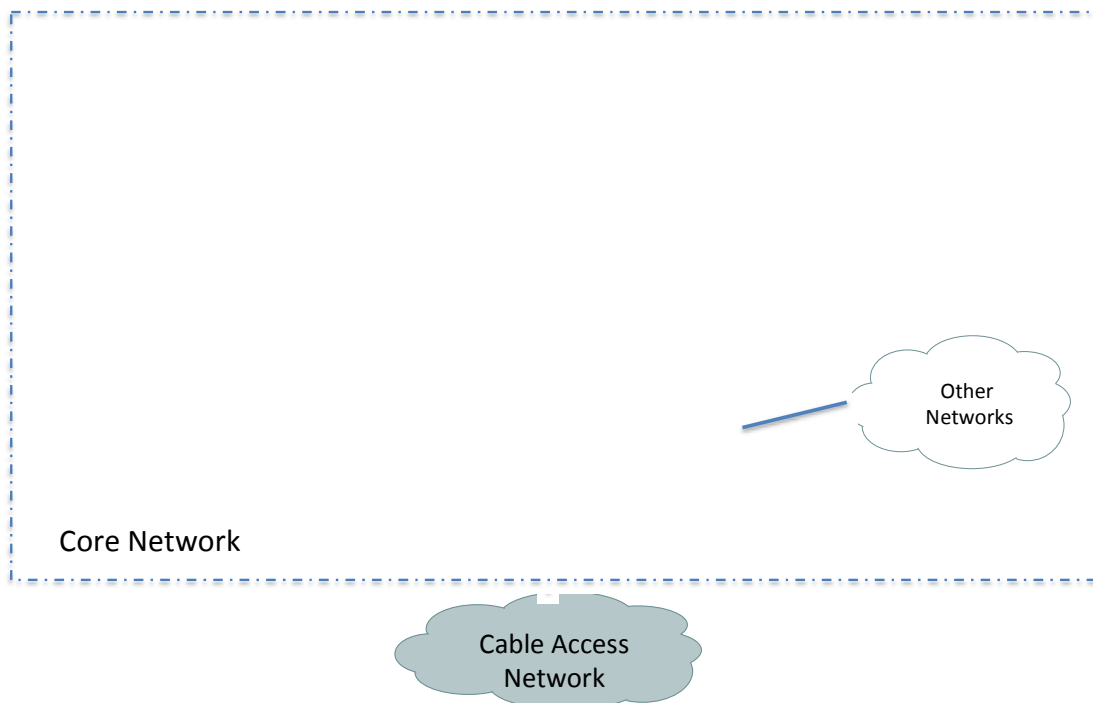 Other
Networks
Core Network
Cable Access
Network